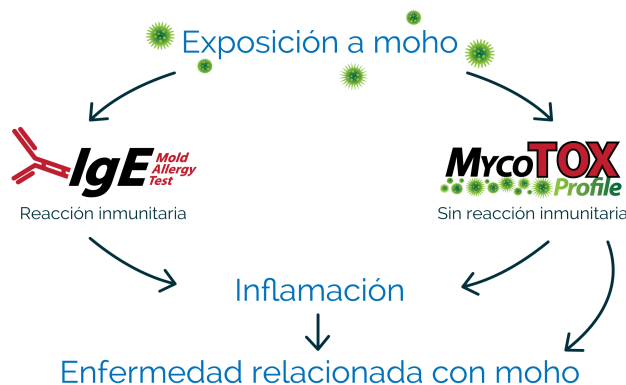 Exposición a moho
IgE Mold
Allergy
Test
MycoTOX
Profile
Reacción inmunitaria
Sin reacción inmunitaria
Inflamación
Enfermedad relacionada con moho